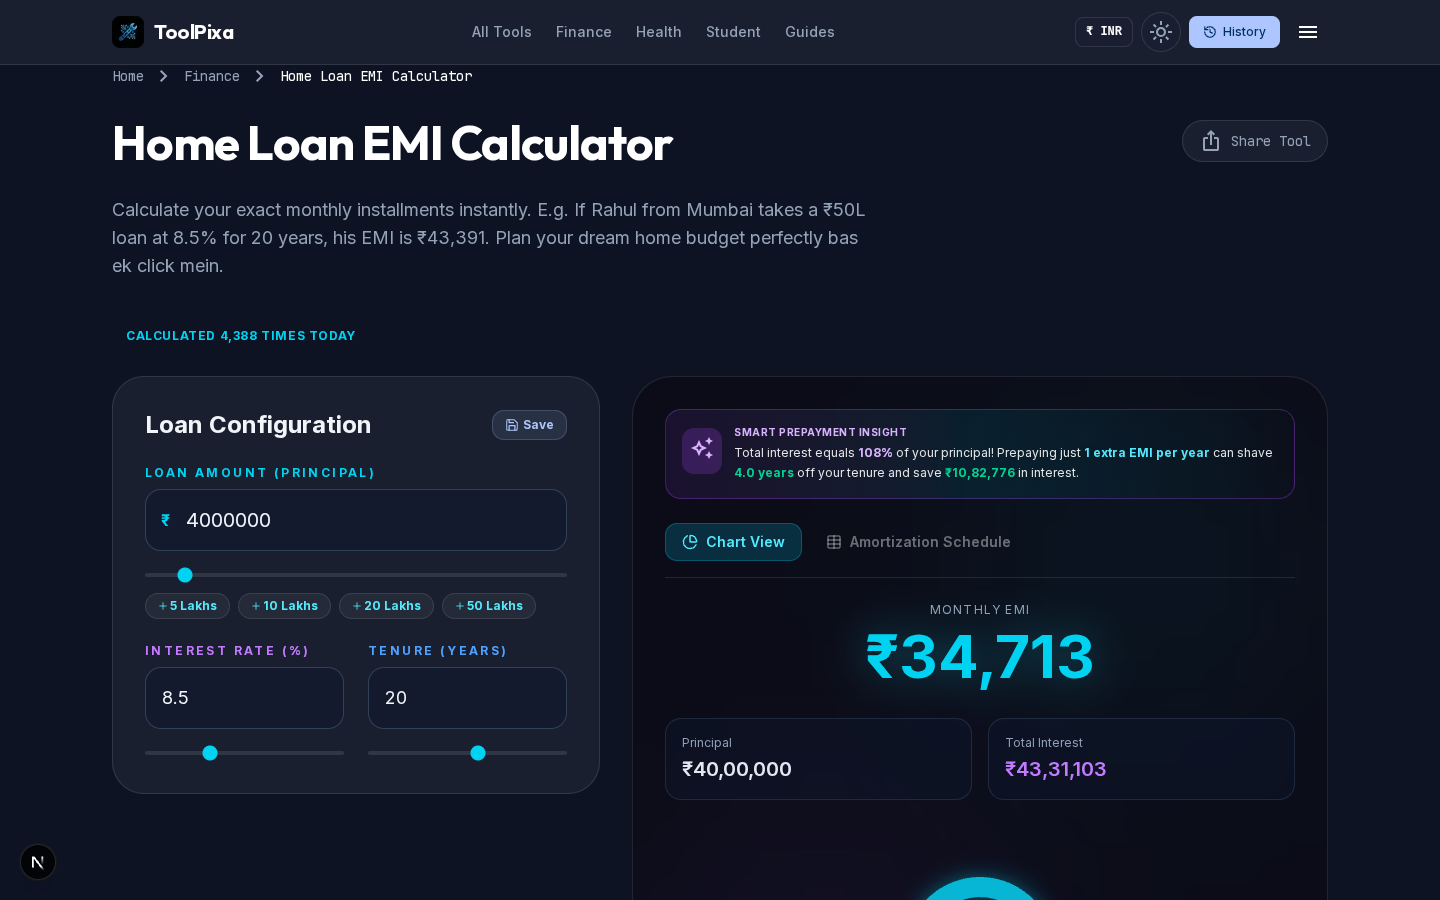 ToolPixa
All Tools
Finance
Health
Student
Guides
₹ INR
History
Home
Finance
Home Loan EMI Calculator
Home Loan EMI Calculator
Share Tool
Calculate your exact monthly installments instantly. E.g. If Rahul from Mumbai takes a ₹50L
loan at 8.5% for 20 years, his EMI is ₹43,391. Plan your dream home budget perfectly bas
ek click mein.
CALCULATED 4,388 TIMES TODAY
Loan Configuration
Save
LOAN AMOUNT (PRINCIPAL)
₹ 4000000
+ 5 Lakhs
+ 10 Lakhs
+ 20 Lakhs
+ 50 Lakhs
INTEREST RATE (%)
TENURE (YEARS)
8.5
20
SMART PREPAYMENT INSIGHT
Total interest equals 108% of your principal! Prepaying just 1 extra EMI per year can shave
4.0 years off your tenure and save ₹10,82,776 in interest.
Chart View
Amortization Schedule
MONTHLY EMI
₹34,713
Principal
₹40,00,000
Total Interest
₹43,31,103
N